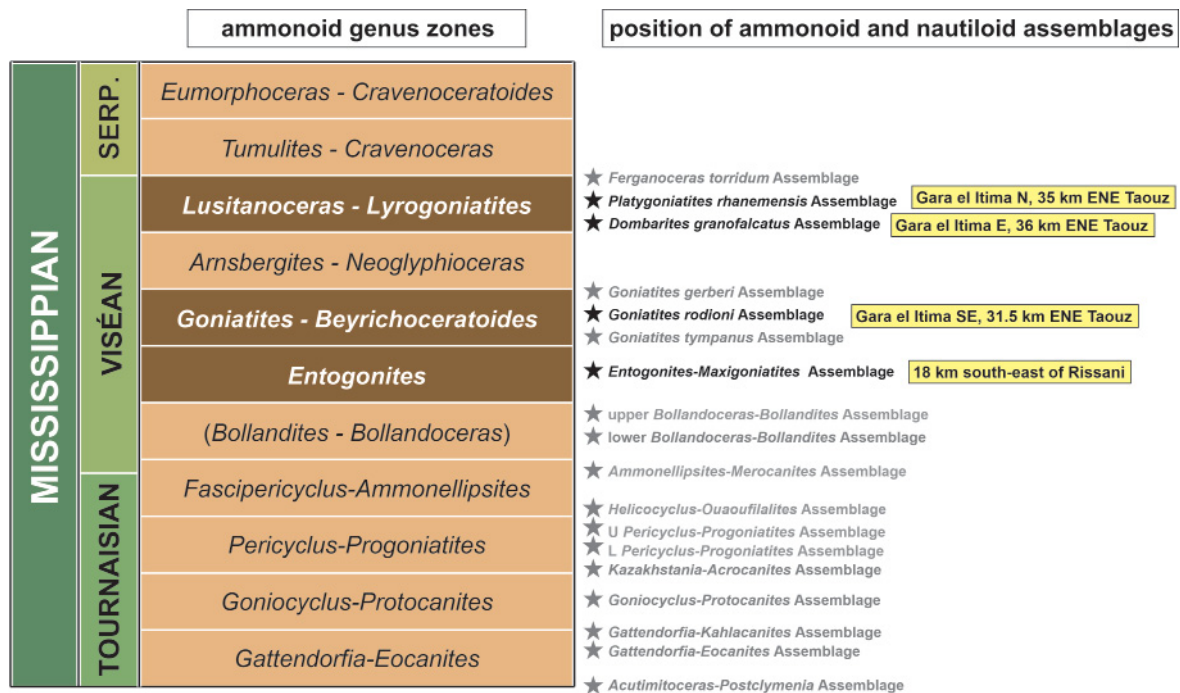 ammonoid genus zones
position of ammonoid and nautiloid assemblages
MISSISSIPPIAN
SERP.
VISÉAN
TOURNAISIAN
Eumorphoceras - Cravenoceratoides
Tumulites - Cravenoceras
Lusitanoceras - Lyrogoniatites
Arnsbergites - Neoglyphioceras
Goniatites - Beyrichoceratoides
Entogonites
(Bollandites - Bollandoceras)
Fascipericyclus-Ammonellipsites
Pericyclus-Progoniatites
Goniocyclus-Protocanites
Gattendorfia-Eocanites
Ferganoceras torridum Assemblage
Platygoniatites rhanemensis Assemblage
Gara el Itima N, 35 km ENE Taouz
Dombarites granofalcatus Assemblage
Gara el Itima E, 36 km ENE Taouz
Goniatites gerberi Assemblage
Goniatites rodioni Assemblage
Gara el Itima SE, 31.5 km ENE Taouz
Goniatites tympanus Assemblage
Entogonites-Maxigoniatites Assemblage
18 km south-east of Rissani
upper Bollandoceras-Bollandites Assemblage
lower Bollandoceras-Bollandites Assemblage
Ammonellipsites-Merocanites Assemblage
Helicocyclus-Ouaoufilalites Assemblage
U Pericyclus-Progoniatites Assemblage
L Pericyclus-Progoniatites Assemblage
Kazakhstania-Acrocanites Assemblage
Goniocyclus-Protocanites Assemblage
Gattendorfia-Kahlacanites Assemblage
Gattendorfia-Eocanites Assemblage
Acutimitoceras-Postclymenia Assemblage